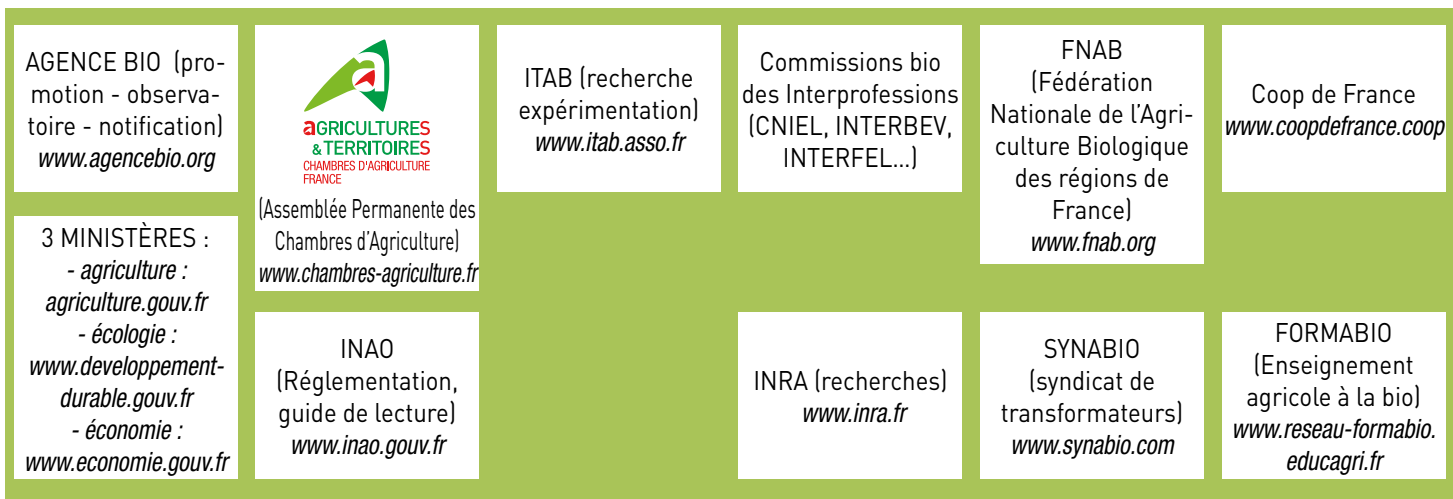 AGENCE BIO (pro-
motion - observa-
toire - notification)
www.agencebio.org
3 MINISTÈRES :
- agriculture :
agriculture.gouv.fr
- écologie :
www.developpement-
durable.gouv.fr
- économie :
www.economie.gouv.fr
a
aGRICULTURES
& TERRITOIRES
CHAMBRES D'AGRICULTURE
FRANCE
(Assemblée Permanente des
Chambres d'Agriculture)
www.chambres-agriculture.fr
INAO
(Réglementation,
guide de lecture)
www.inao.gouv.fr
ITAB (recherche
expérimentation)
www.itab.asso.fr
Commissions bio
des Interprofessions
(CNIEL, INTERBEV,
INTERFEL...)
INRA (recherches)
www.inra.fr
FNAB
(Fédération
Nationale de l'Agri-
culture Biologique
des régions de
France)
www.fnab.org
SYNABIO
(syndicat de
transformateurs)
www.synabio.com
Coop de France
www.coopdefrance.coop
FORMABIO
(Enseignement
agricole à la bio)
www.reseau-formabio.
educagri.fr